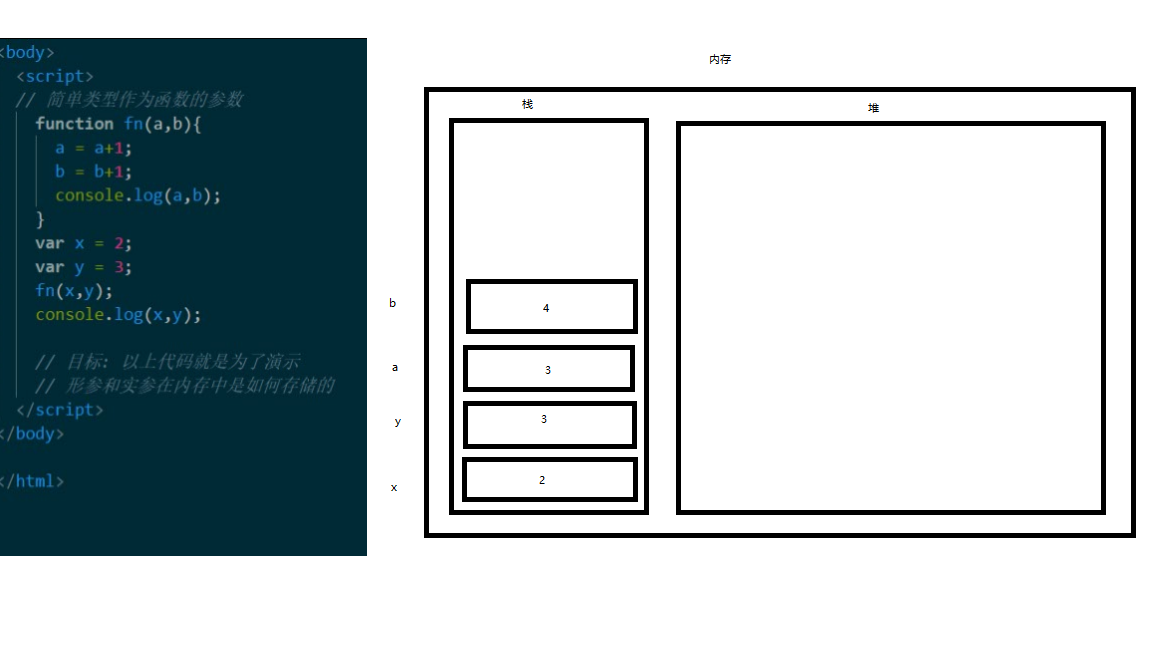 <body>
<script>
// 简单类型作为函数的参数
function fn(a,b){
a = a+1;
b = b+1;
console.log(a,b);
}
var x = 2;
var y = 3;
fn(x,y);
console.log(x,y);
// 目标: 以上代码就是为了演示
// 形参和实参在内存中是如何存储的
</script>
</body>
</html>
内存
栈
堆
b
4
a
3
y
3
x
2